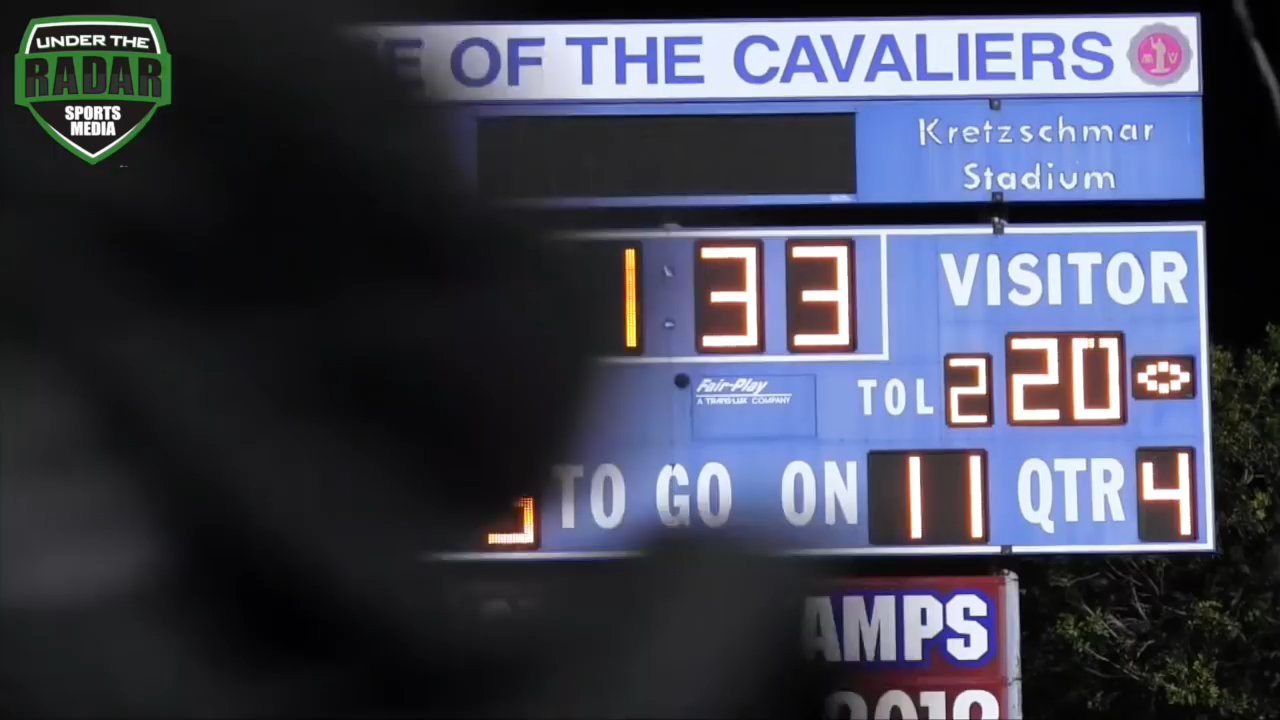 UNDER THE
RADAR
SPORTS
MEDIA
OF THE CAVALIERS
Kretzschmar
Stadium
1:33
VISITOR
Fair-Play
A TRANS-LUX COMPANY
TOL 2 20
TO GO ON 11 QTR 4
AMPS
2019